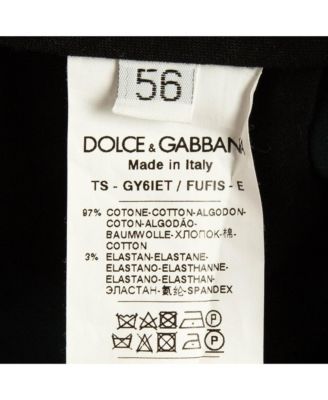 56
DOLCE & GABBANA
Made in Italy
TS - GY6IET / FUFIS - E
97% COTONE-COTTON-ALGODON-
COTTON-ALGODÃO-
BAUMWOLLE-ХЛОПОК-棉-
COTTON
3% ELASTAN-ELASTANE-
ELASTANO-ELASTHANNE-
ELASTANO-ELASTHAN-
ЭЛАСТАН-氨纶-SPANDEX
P
P